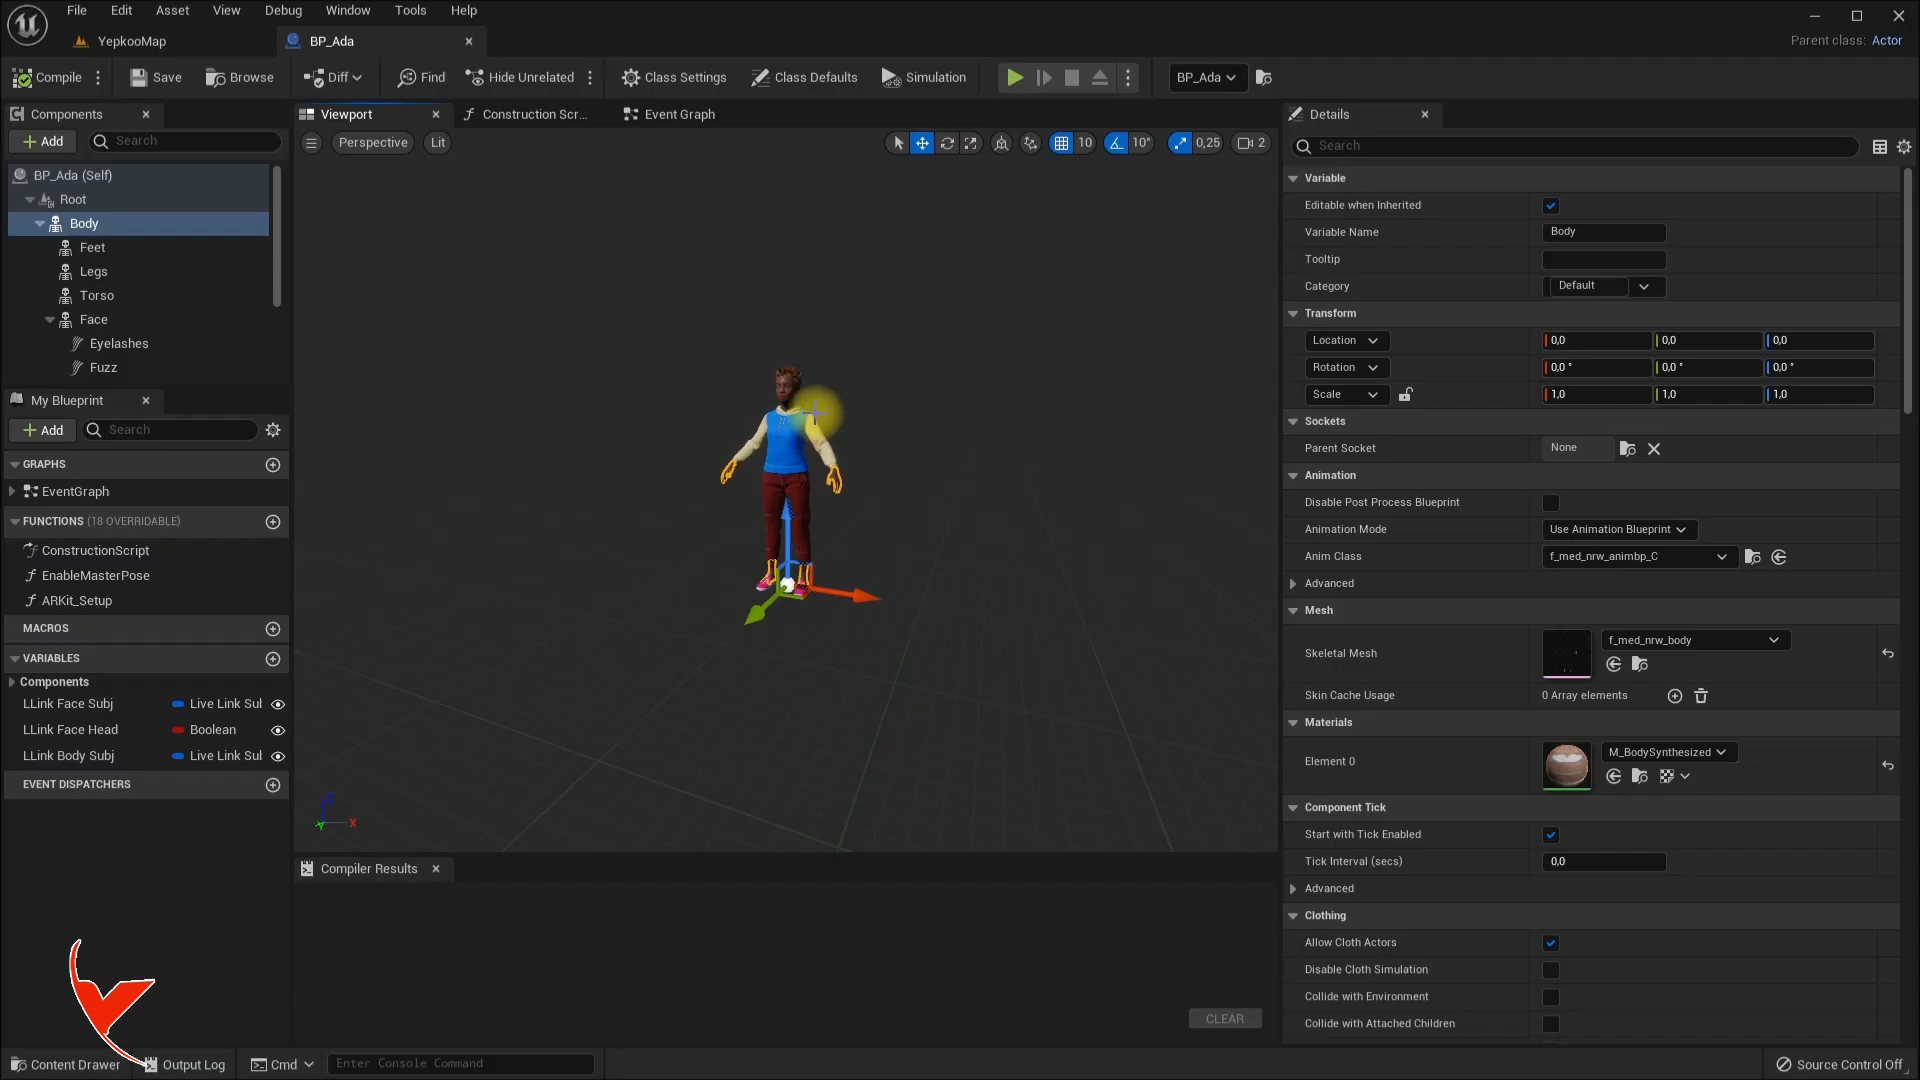 File Edit Asset View Debug Window Tools Help
YepkooMap
BP_Ada
Parent class: Actor
Compile
Save
Browse
Diff
Find
Hide Unrelated
Class Settings
Class Defaults
Simulation
BP_Ada
Components
Add
Search
BP_Ada (Self)
Root
Body
Feet
Legs
Torso
Face
Eyelashes
Fuzz
My Blueprint
Add
Search
GRAPHS
EventGraph
FUNCTIONS (18 OVERRIDABLE)
ConstructionScript
EnableMasterPose
ARKit_Setup
MACROS
VARIABLES
Components
LLink Face Subj Live Link Sul
LLink Face Head Boolean
LLink Body Subj Live Link Sul
EVENT DISPATCHERS
Viewport
Construction Scr...
Event Graph
Perspective
Lit
10
10°
0,25
2
Z
Y
X
Compiler Results
CLEAR
Details
Search
Variable
Editable when Inherited
Variable Name Body
Tooltip
Category Default
Transform
Location 0,0 0,0 0,0
Rotation 0,0 ° 0,0 ° 0,0 °
Scale 1,0 1,0 1,0
Sockets
Parent Socket None
Animation
Disable Post Process Blueprint
Animation Mode Use Animation Blueprint
Anim Class f_med_nrw_animbp_C
Advanced
Mesh
Skeletal Mesh f_med_nrw_body
Skin Cache Usage 0 Array elements
Materials
Element 0 M_BodySynthesized
Component Tick
Start with Tick Enabled
Tick Interval (secs) 0,0
Advanced
Clothing
Allow Cloth Actors
Disable Cloth Simulation
Collide with Environment
Collide with Attached Children
Content Drawer
Output Log
Cmd
Enter Console Command
Source Control Off